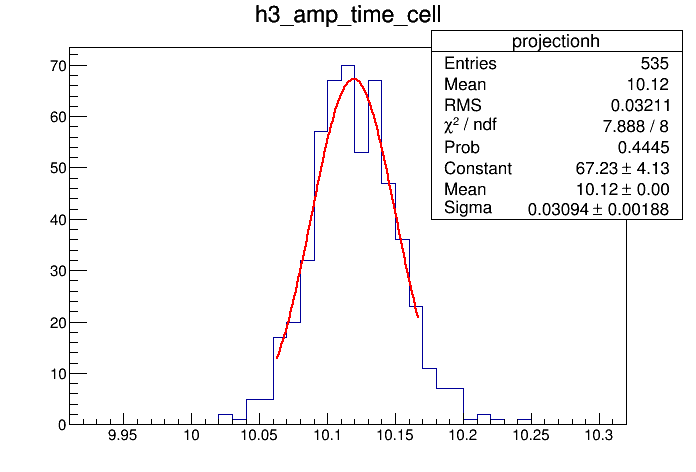 h3_amp_time_cell
projectionh
Entries 535
Mean 10.12
RMS 0.03211
χ² / ndf 7.888 / 8
Prob 0.4445
Constant 67.23 ± 4.13
Mean 10.12 ± 0.00
Sigma 0.03094 ± 0.00188
70
60
50
40
30
20
10
0
9.95 10 10.05 10.1 10.15 10.2 10.25 10.3